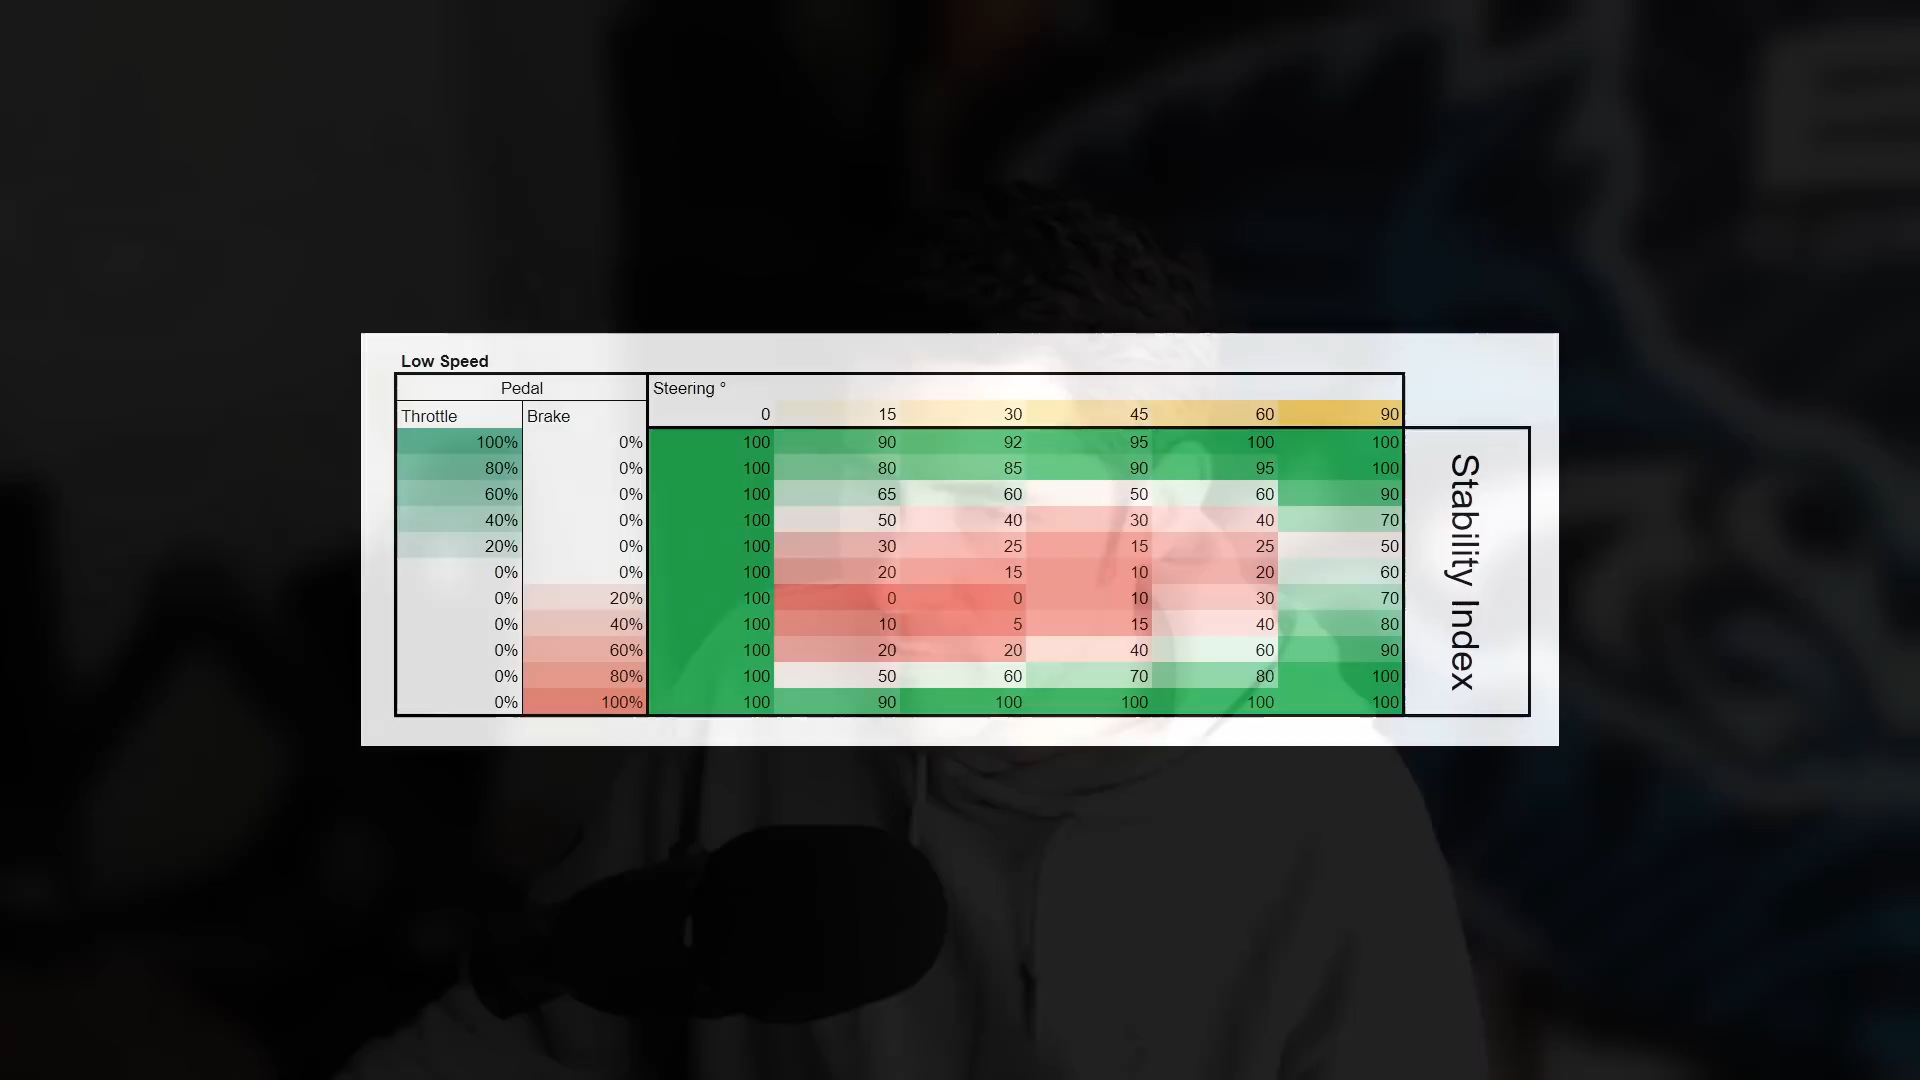 Low Speed
Pedal Steering °
Throttle Brake 0 15 30 45 60 90
100% 0% 100 90 92 95 100 100
80% 0% 100 80 85 90 95 100
60% 0% 100 65 60 50 60 90
40% 0% 100 50 40 30 40 70
20% 0% 100 30 25 15 25 50
0% 0% 100 20 15 10 20 60
0% 20% 100 0 0 10 30 70
0% 40% 100 10 5 15 40 80
0% 60% 100 20 20 40 60 90
0% 80% 100 50 60 70 80 100
0% 100% 100 90 100 100 100 100
Stability Index